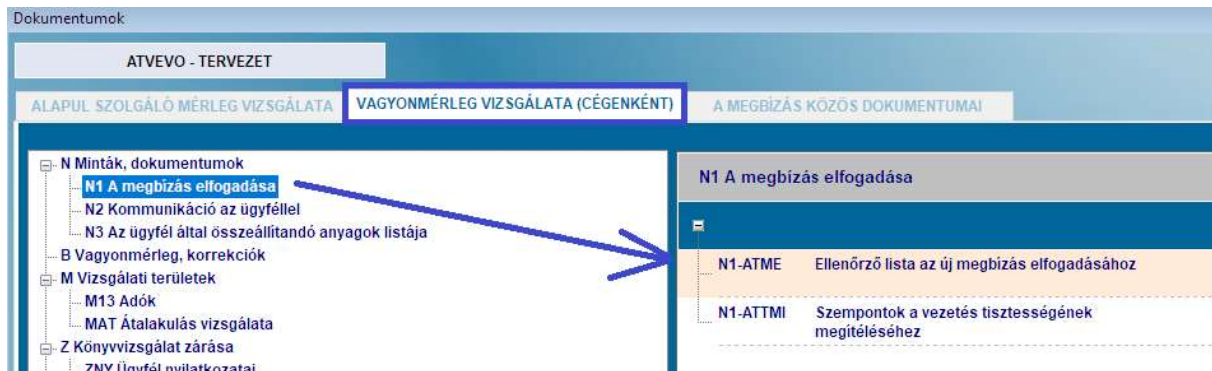 Dokumentumok
ATVEVO - TERVEZET
ALAPUL SZOLGÁLÓ MÉRLEG VIZSGÁLATA
VAGYONMÉRLEG VIZSGÁLATA (CÉGENKÉNT)
A MEGBÍZÁS KÖZÖS DOKUMENTUMAI
N Minták, dokumentumok
N1 A megbízás elfogadása
N2 Kommunikáció az ügyféllel
N3 Az ügyfél által összeállítandó anyagok listája
B Vagyonmérleg, korrekciók
M Vizsgálati területek
M13 Adók
MAT Átalakulás vizsgálata
Z Könyvvizsgálat zárása
ZNY Ügyfél nyilatkozatai
N1 A megbízás elfogadása
N1-ATME Ellenőrző lista az új megbízás elfogadásához
N1-ATTMI Szempontok a vezetés tisztességének
megítéléséhez